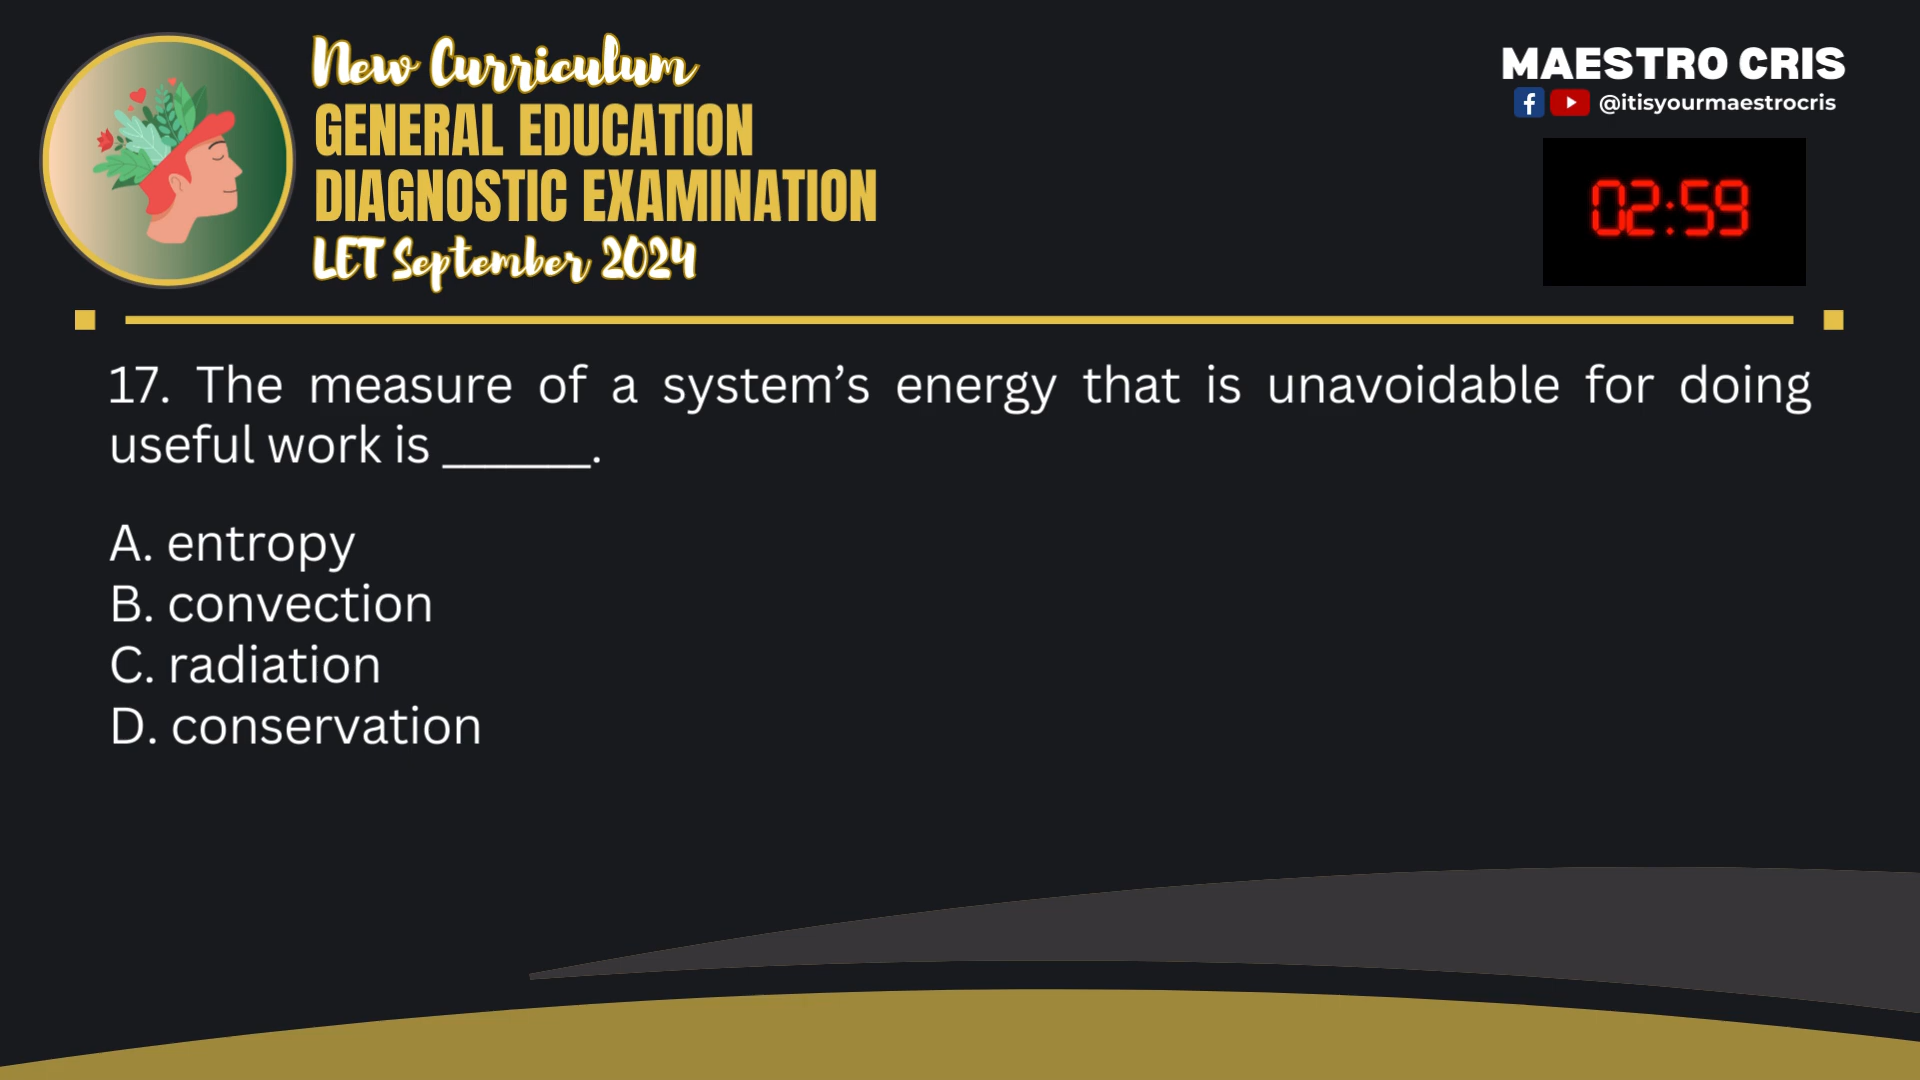 New Curriculum
GENERAL EDUCATION
DIAGNOSTIC EXAMINATION
LET September 2024
MAESTRO CRIS
@itisyourmaestrocris
02:59
17. The measure of a system’s energy that is unavoidable for doing
useful work is ______.
A. entropy
B. convection
C. radiation
D. conservation